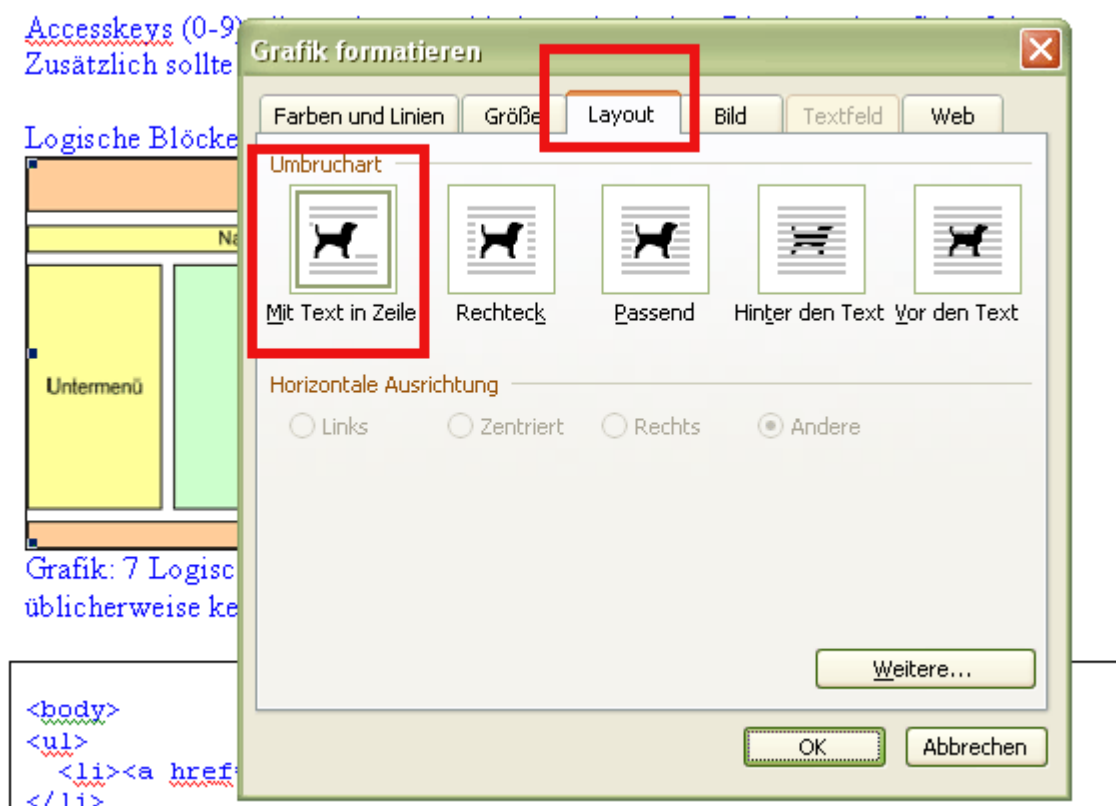 Accesskeys (0-9)
Zusätzlich sollte
Logische Blöcke
Na
Untermenü
Grafik: 7 Logisc
üblicherweise ke
<body>
<ul>
<li><a href=
</li>
Grafik formatieren
Farben und Linien Größe Layout Bild Textfeld Web
Umbruchart
Mit Text in Zeile Rechteck Passend Hinter den Text Vor den Text
Horizontale Ausrichtung
Links Zentriert Rechts Andere
Weitere...
OK Abbrechen